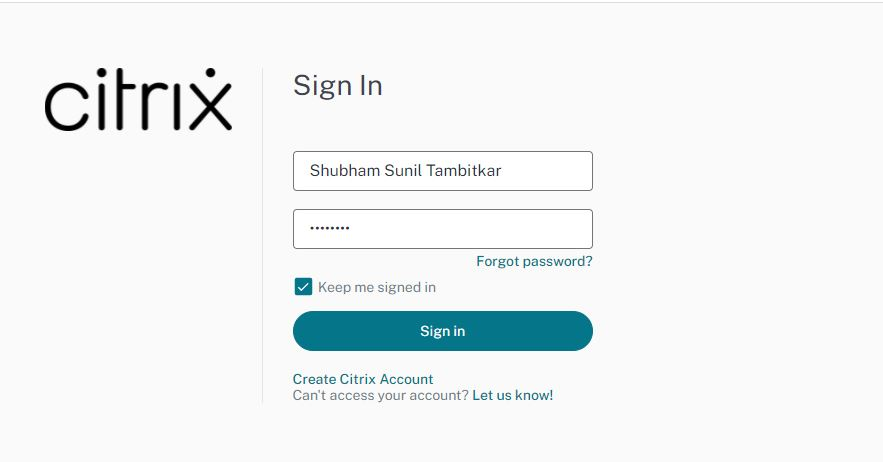 citrix
Sign In
Shubham Sunil Tambitkar
••••••••
Forgot password?
Keep me signed in
Sign in
Create Citrix Account
Can't access your account? Let us know!